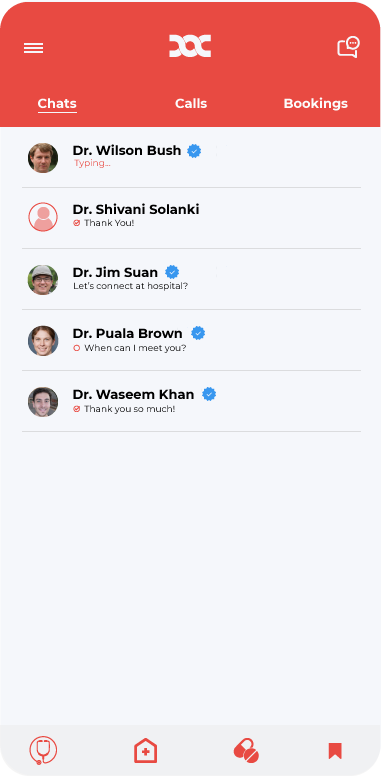 DOC
Chats
Calls
Bookings
Dr. Wilson Bush
Typing...
Dr. Shivani Solanki
Thank You!
Dr. Jim Suan
Let's connect at hospital?
Dr. Puala Brown
When can I meet you?
Dr. Waseem Khan
Thank you so much!